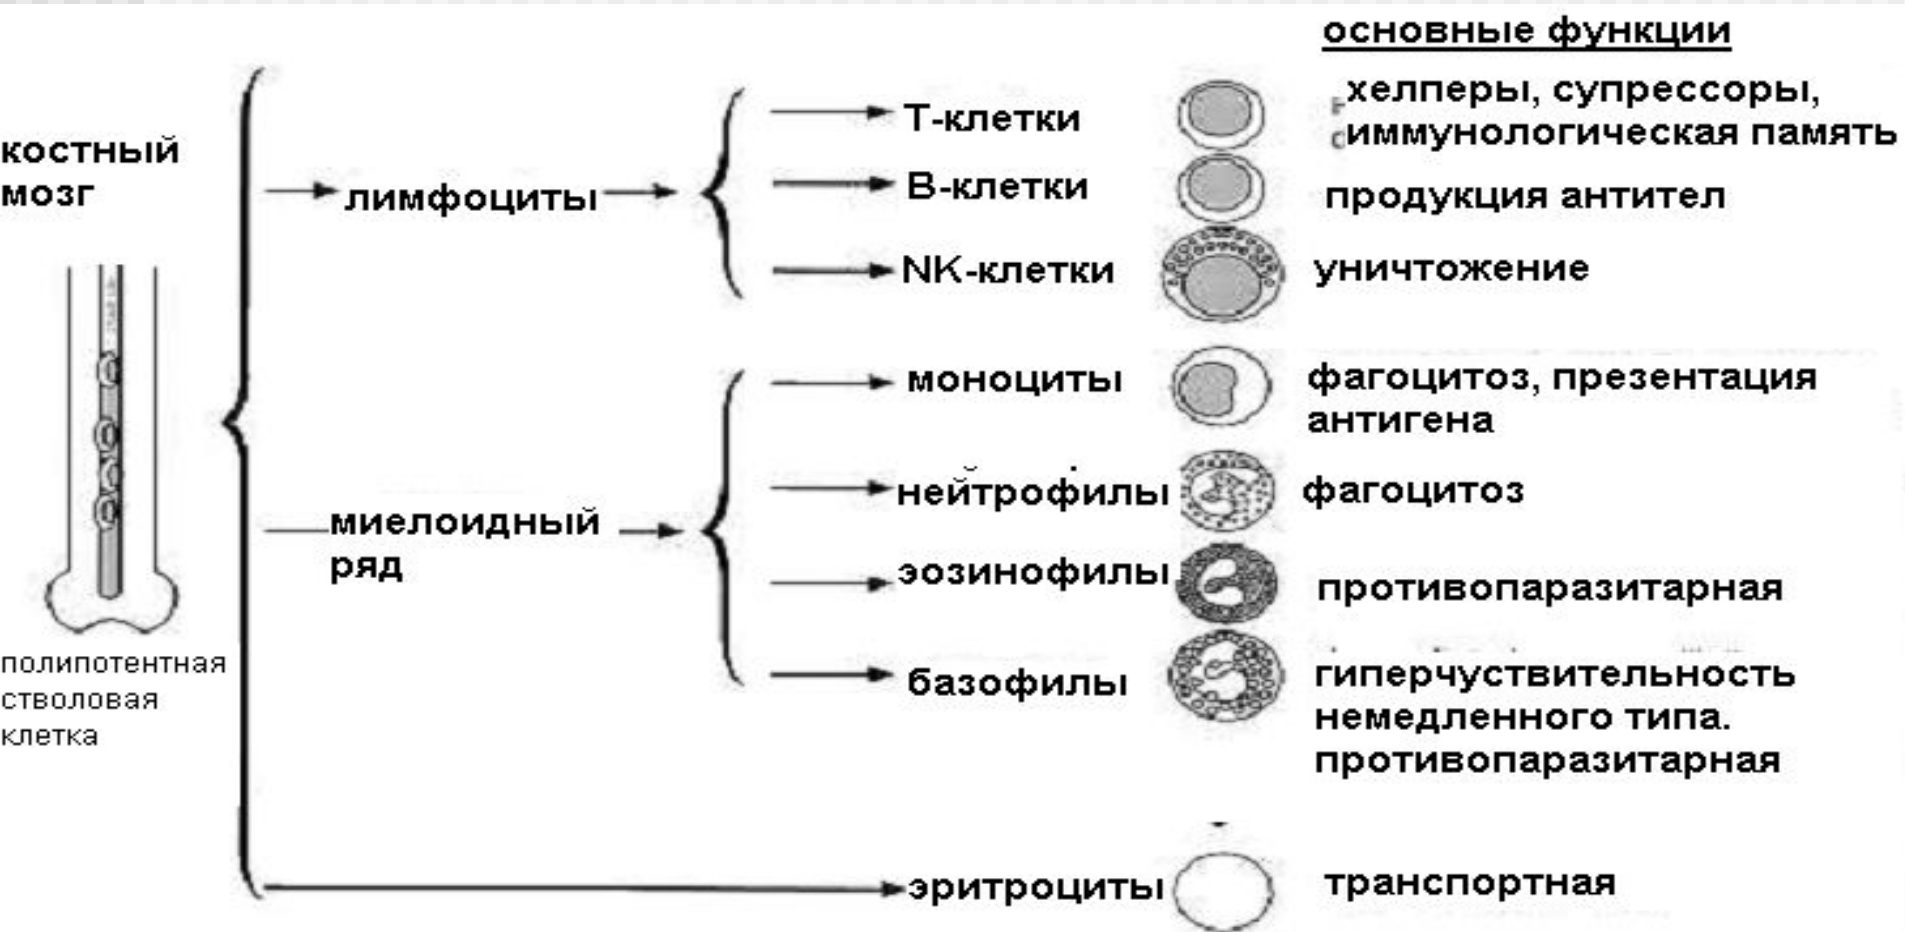 основные функции
костный
мозг
полипотентная
стволовая
клетка
лимфоциты
Т-клетки
хелперы, супрессоры,
иммунологическая память
В-клетки
продукция антител
NK-клетки
уничтожение
миелоидный
ряд
моноциты
фагоцитоз, презентация
антигена
нейтрофилы
фагоцитоз
эозинофилы
противопаразитарная
базофилы
гиперчуствительность
немедленного типа.
противопаразитарная
эритроциты
транспортная